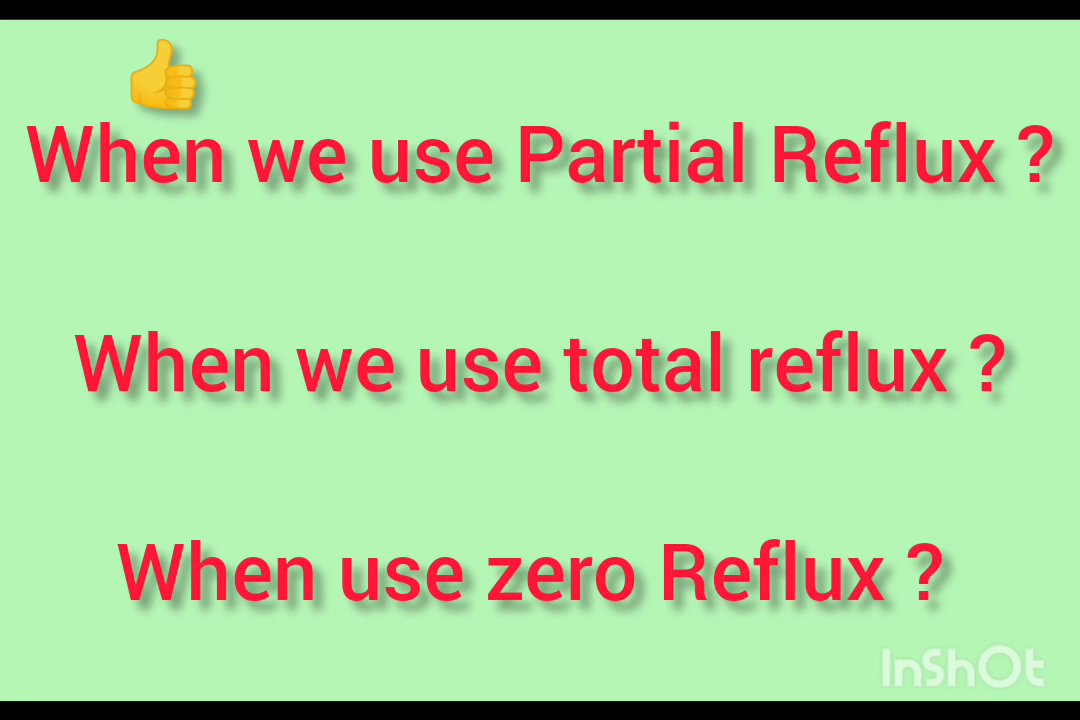 When we use Partial Reflux ?
When we use total reflux ?
When use zero Reflux ?
InShOt